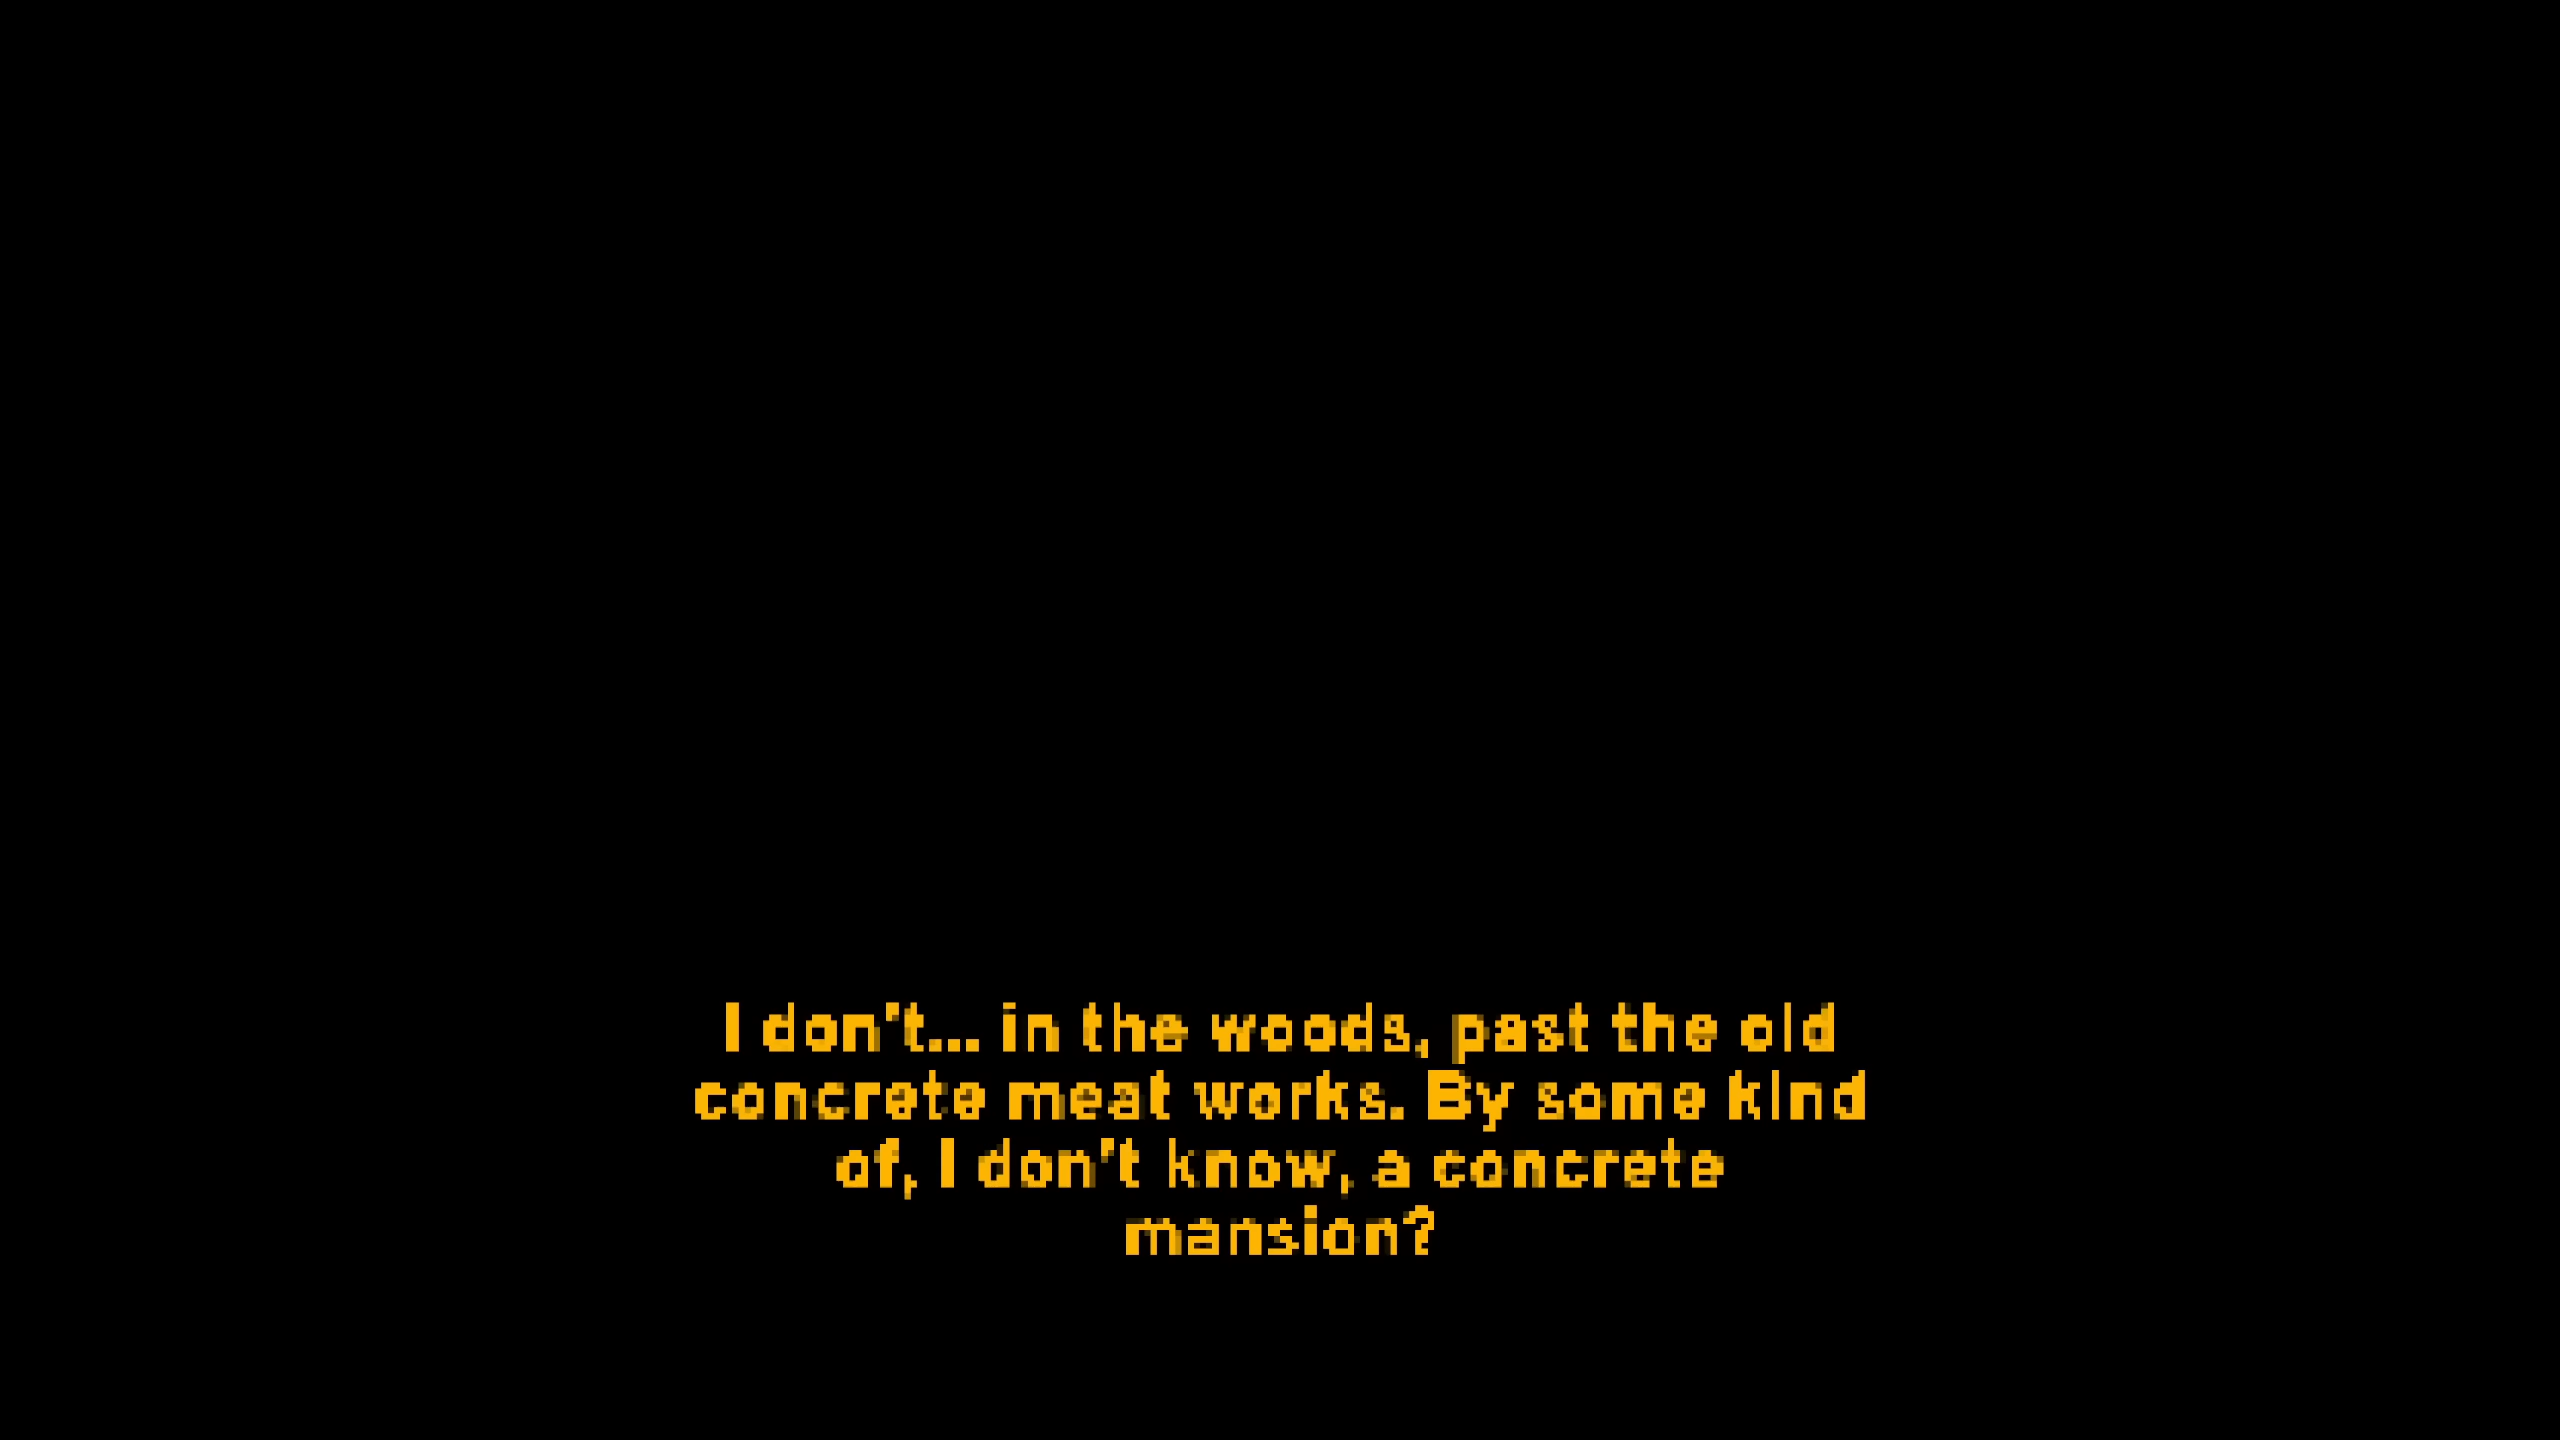 I don't... in the woods, past the old
concrete meat works. By some kind
of, I don't know, a concrete
mansion?